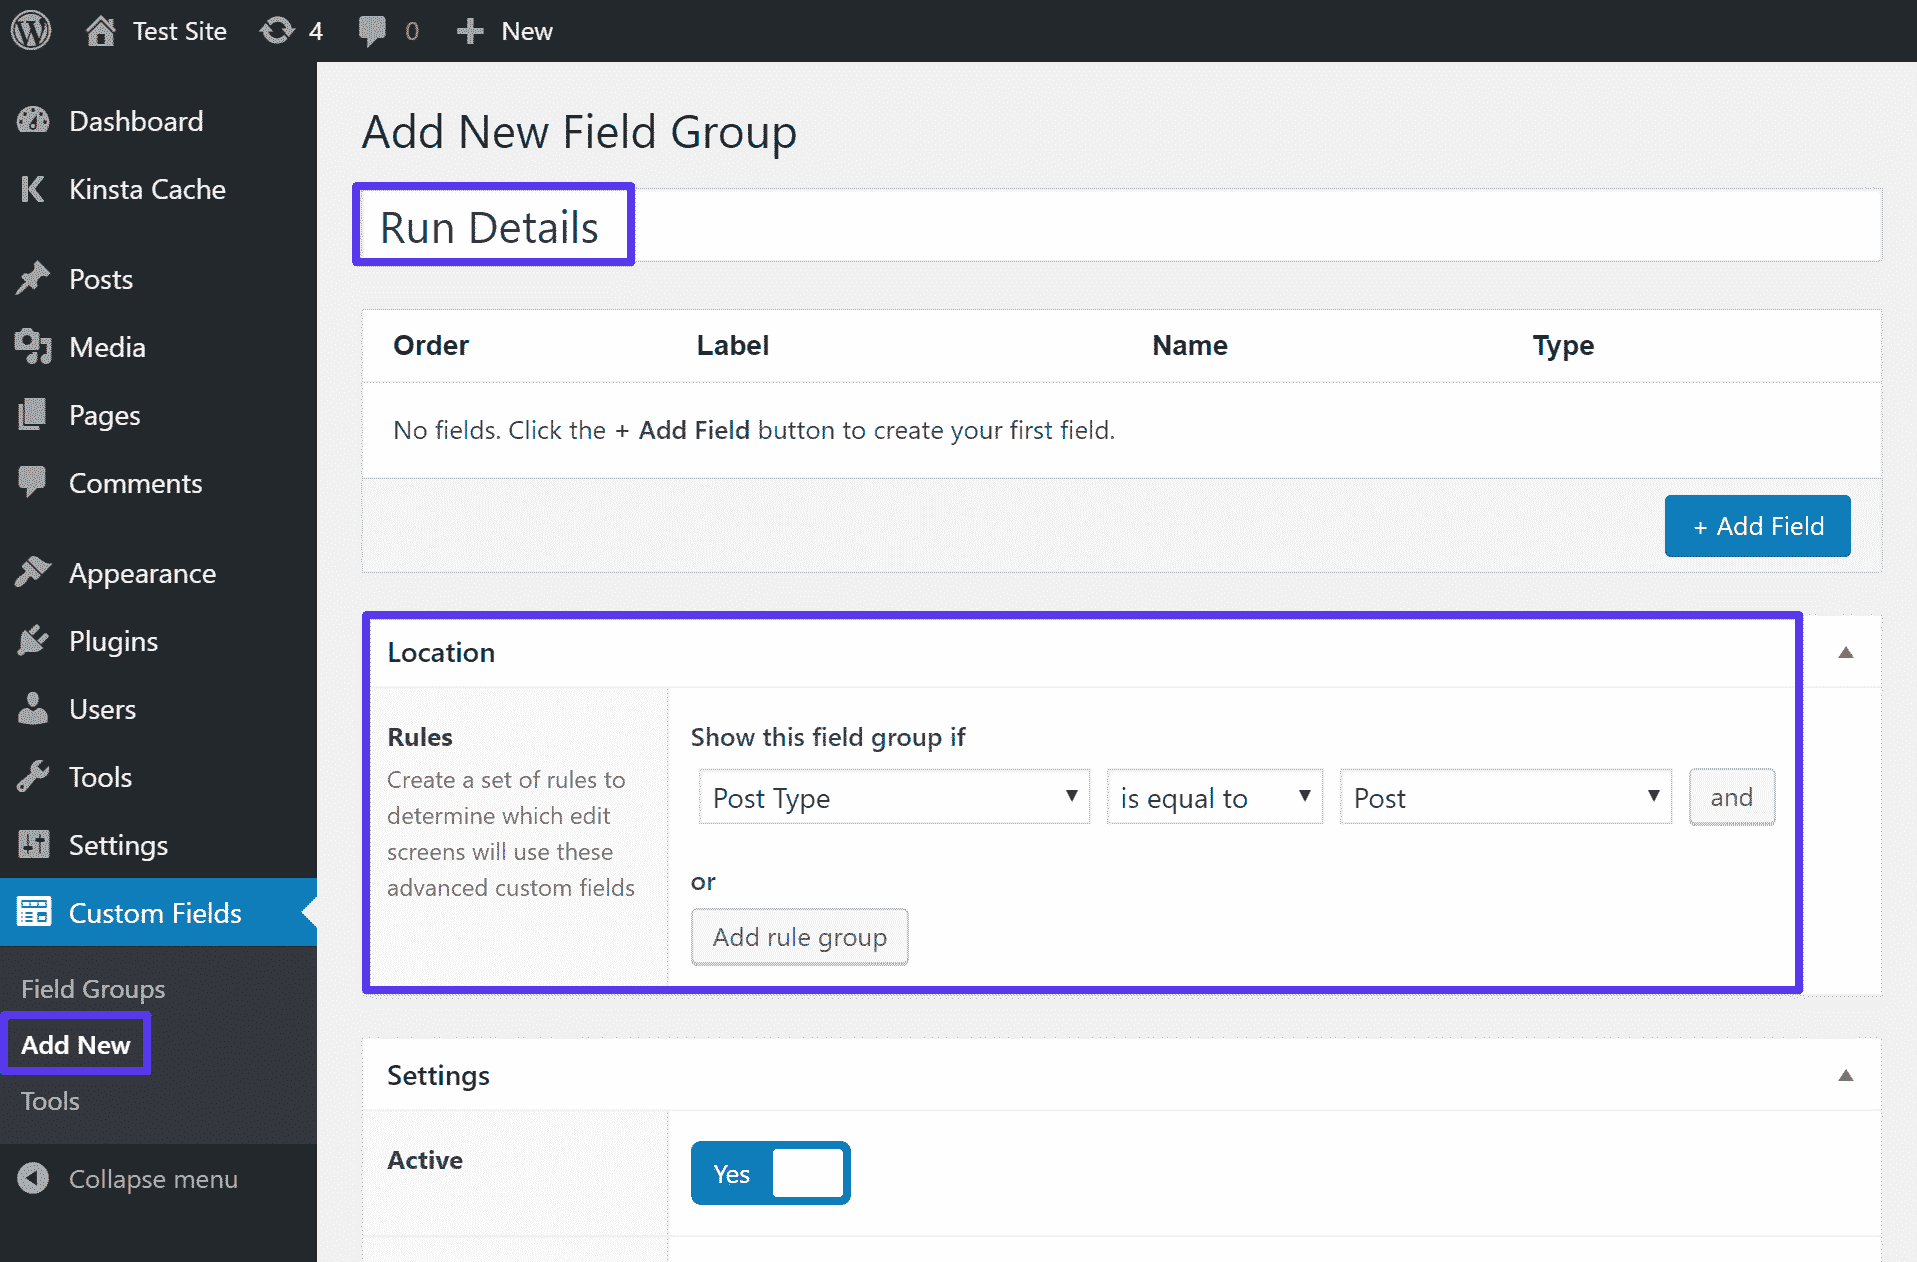 Test Site 4 0 New
Dashboard
Kinsta Cache
Posts
Media
Pages
Comments
Appearance
Plugins
Users
Tools
Settings
Custom Fields
Field Groups
Add New
Tools
Collapse menu
Add New Field Group
Run Details
Order Label Name Type
No fields. Click the + Add Field button to create your first field.
+ Add Field
Location
Rules
Create a set of rules to
determine which edit
screens will use these
advanced custom fields
Show this field group if
Post Type is equal to Post and
or
Add rule group
Settings
Active
Yes